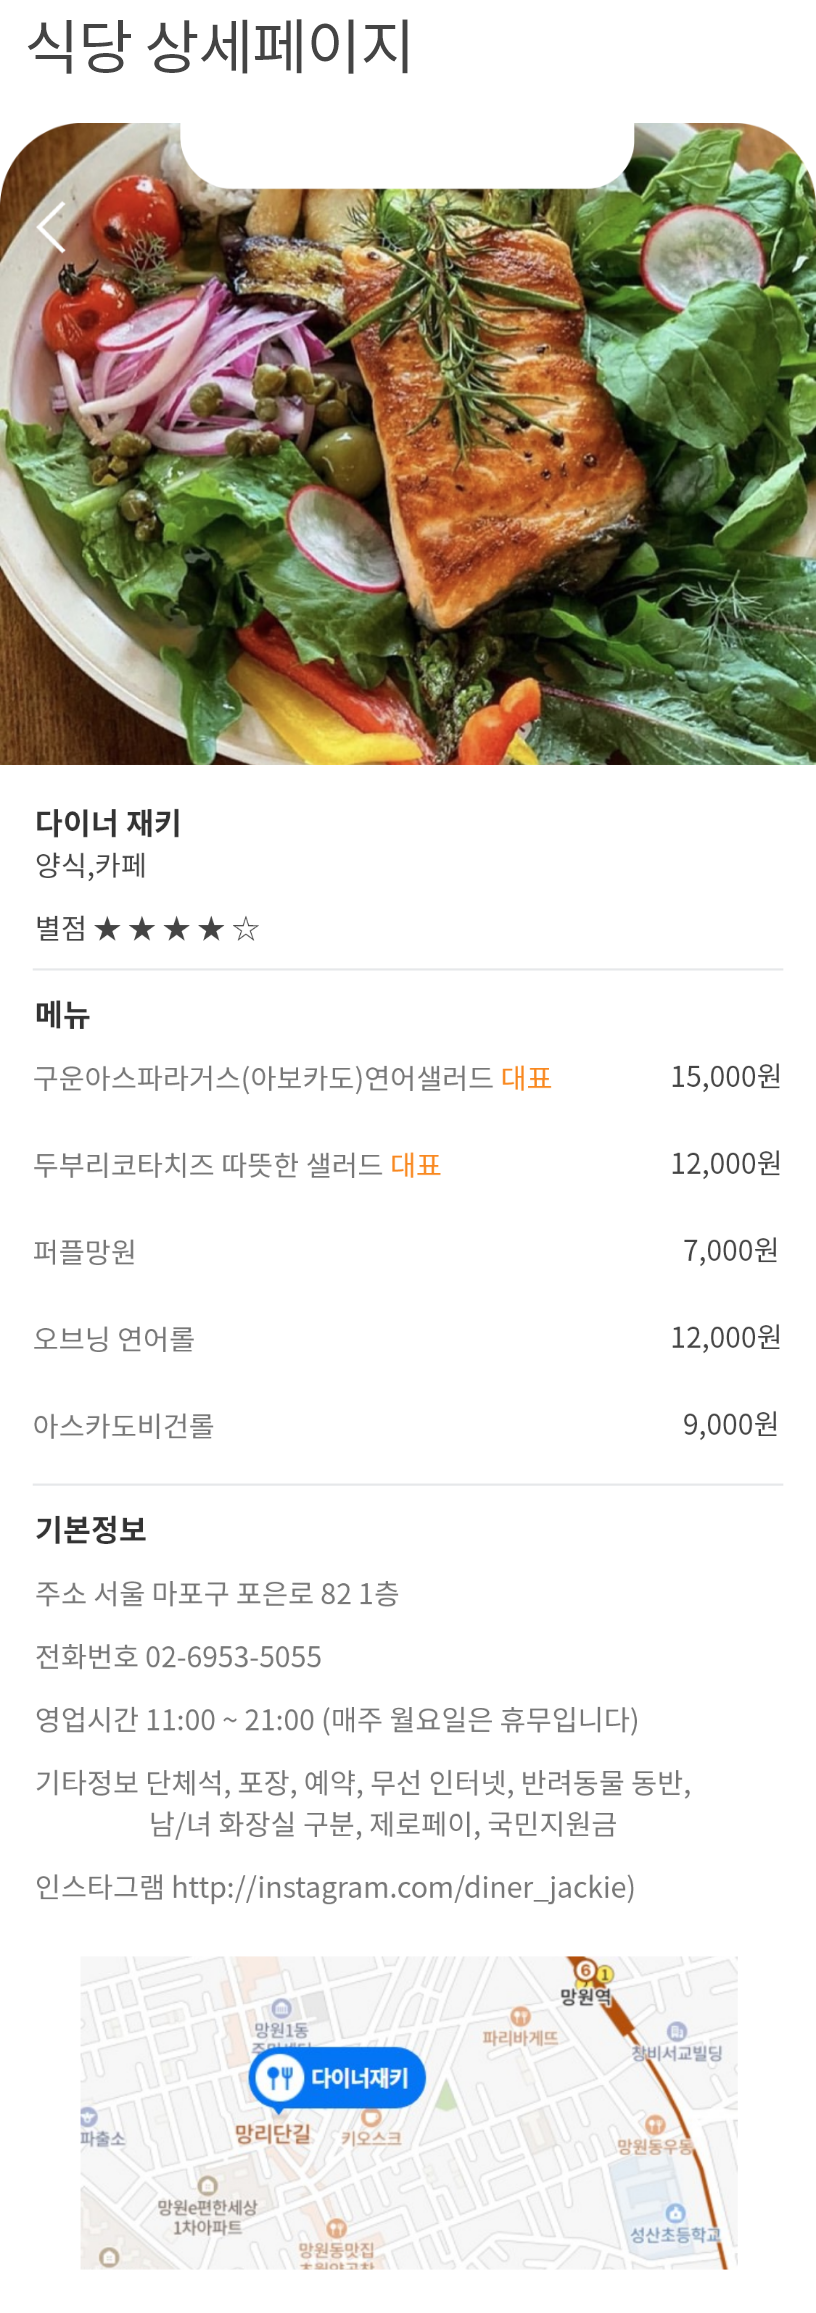 식당 상세페이지
다이너 재키
양식,카페
별점 ★ ★ ★ ★ ☆
메뉴
구운아스파라거스(아보카도)연어샐러드 대표 15,000원
두부리코타치즈 따뜻한 샐러드 대표 12,000원
퍼플망원 7,000원
오브닝 연어롤 12,000원
아스카도비건롤 9,000원
기본정보
주소 서울 마포구 포은로 82 1층
전화번호 02-6953-5055
영업시간 11:00 ~ 21:00 (매주 월요일은 휴무입니다)
기타정보 단체석, 포장, 예약, 무선 인터넷, 반려동물 동반,
남/녀 화장실 구분, 제로페이, 국민지원금
인스타그램 http://instagram.com/diner_jackie)
6 1
망원역
망원1동
파리바게뜨
창비서교빌딩
다이너재키
파출소
망리단길
키오스크
망원동우동
망원e편한세상
1차아파트
성산초등학교
망원동맛집